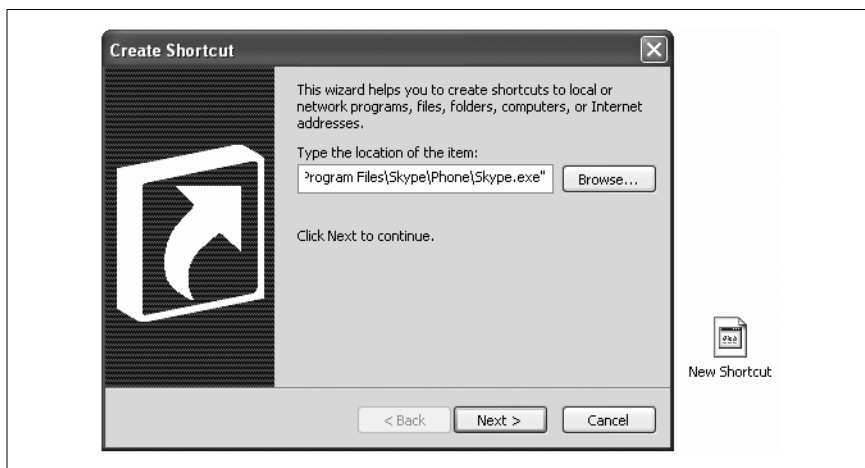 Create Shortcut
This wizard helps you to create shortcuts to local or
network programs, files, folders, computers, or Internet
addresses.
Type the location of the item:
Program Files\Skype\Phone\Skype.exe"
Browse...
Click Next to continue.
New Shortcut
< Back
Next >
Cancel